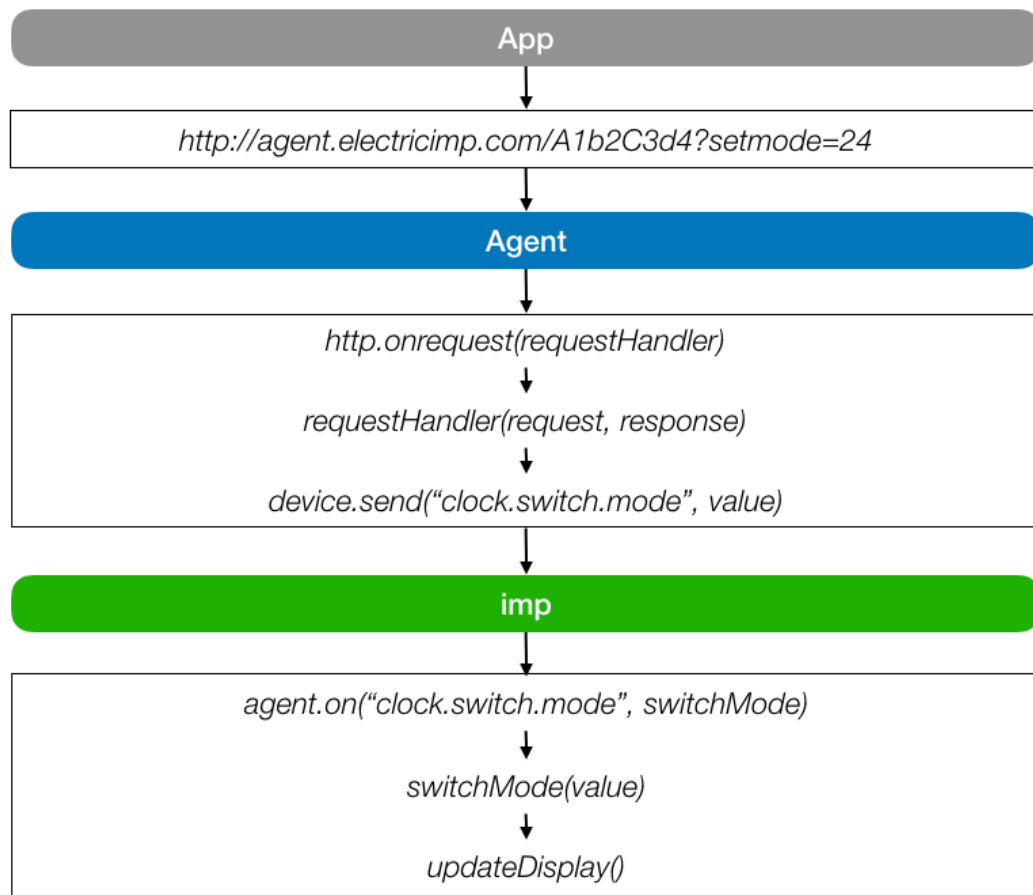 App
http://agent.electricimp.com/A1b2C3d4?setmode=24
Agent
http.onrequest(requestHandler)
requestHandler(request, response)
device.send(“clock.switch.mode”, value)
imp
agent.on(“clock.switch.mode”, switchMode)
switchMode(value)
updateDisplay()